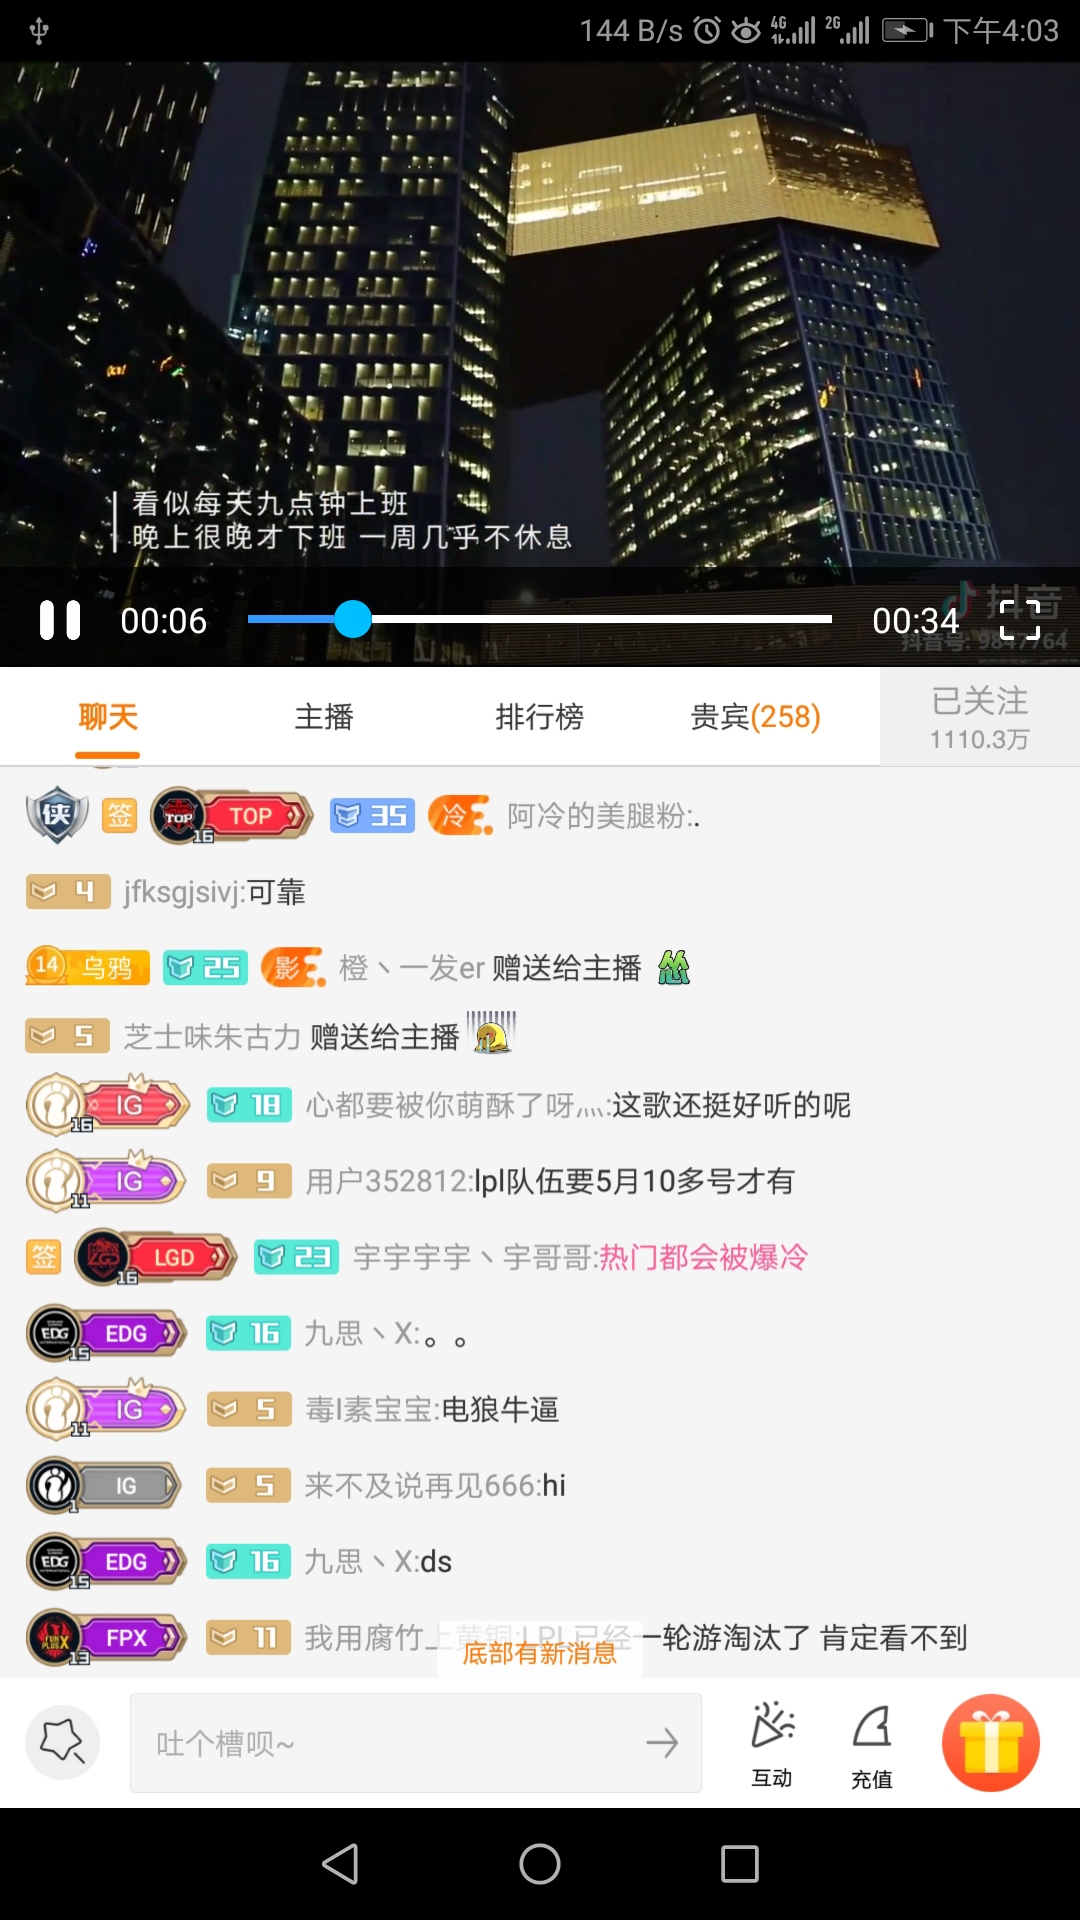 144 B/s 4G 2G 下午4:03
看似每天九点钟上班
晚上很晚才下班 一周几乎不休息
抖音
00:06 00:34
抖音号: 9847764
聊天 主播 排行榜 贵宾(258) 已关注
1110.3万
侠 签 TOP TOP 16 35 冷 阿冷的美腿粉:.
4 jfksgjsivj:可靠
14 乌鸦 25 影 橙丶一发er 赠送给主播 怂
5 芝士味朱古力 赠送给主播
IG 16 18 心都要被你萌酥了呀灬:这歌还挺好听的呢
IG 11 9 用户352812:lpl队伍要5月10多号才有
签 LGD 16 23 宇宇宇宇丶宇哥哥:热门都会被爆冷
EDG EDG 15 16 九思丶X:。。
IG 11 5 毒I素宝宝:电狼牛逼
IG 1 5 来不及说再见666:hi
EDG EDG 15 16 九思丶X:ds
FUN PLUS X FPX 13 11 我用腐竹上黄铜:LPL已经一轮游淘汰了 肯定看不到
底部有新消息
吐个槽呗~
互动 充值